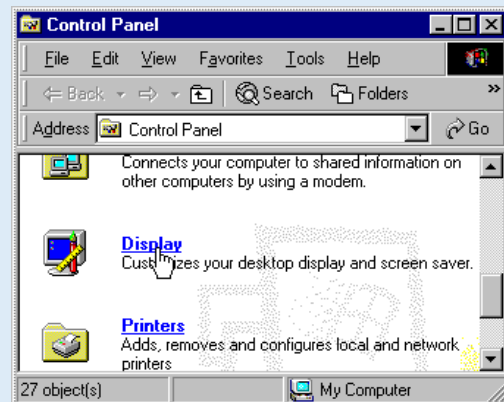 Control Panel
File Edit View Favorites Tools Help
Back Search Folders »
Address Control Panel Go
Connects your computer to shared information on
other computers by using a modem.
Display
Customizes your desktop display and screen saver.
Printers
Adds, removes and configures local and network
printers
27 object(s) My Computer